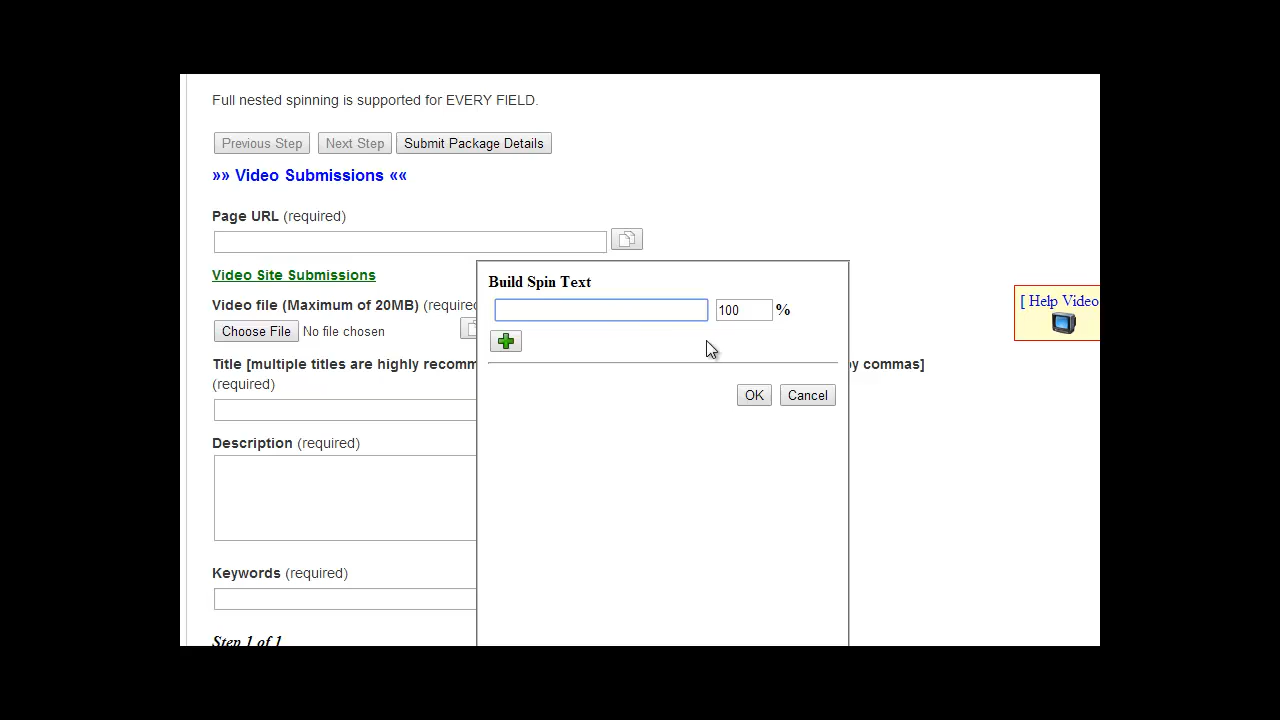 Full nested spinning is supported for EVERY FIELD.
Previous Step Next Step Submit Package Details
»» Video Submissions ««
Page URL (required)
Video Site Submissions
Video file (Maximum of 20MB) (require
Choose File No file chosen
Title [multiple titles are highly recomm
y commas]
(required)
Description (required)
Keywords (required)
Step 1 of 1
Build Spin Text
100 %
OK Cancel
[ Help Video